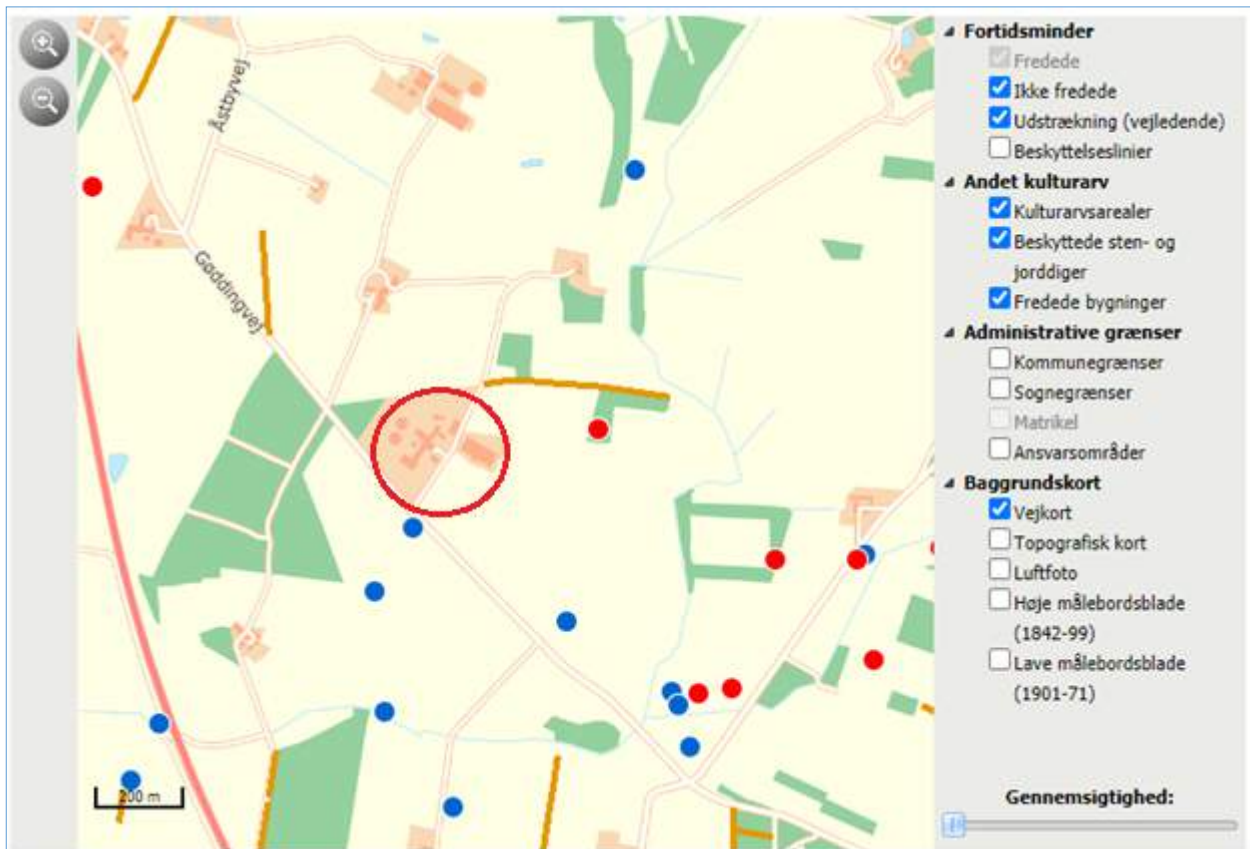 Åstbyvej
Gøddingvej
200 m
Fortidsminder
Fredede
Ikke fredede
Udstrækning (vejledende)
Beskyttelseslinier
Andet kulturarv
Kulturarvsarealer
Beskyttede sten- og
jorddiger
Fredede bygninger
Administrative grænser
Kommunegrænser
Sognegrænser
Matrikel
Ansvarsområder
Baggrundskort
Vejkort
Topografisk kort
Luftfoto
Høje målebordsblade
(1842-99)
Lave målebordsblade
(1901-71)
Gennemsigtighed: